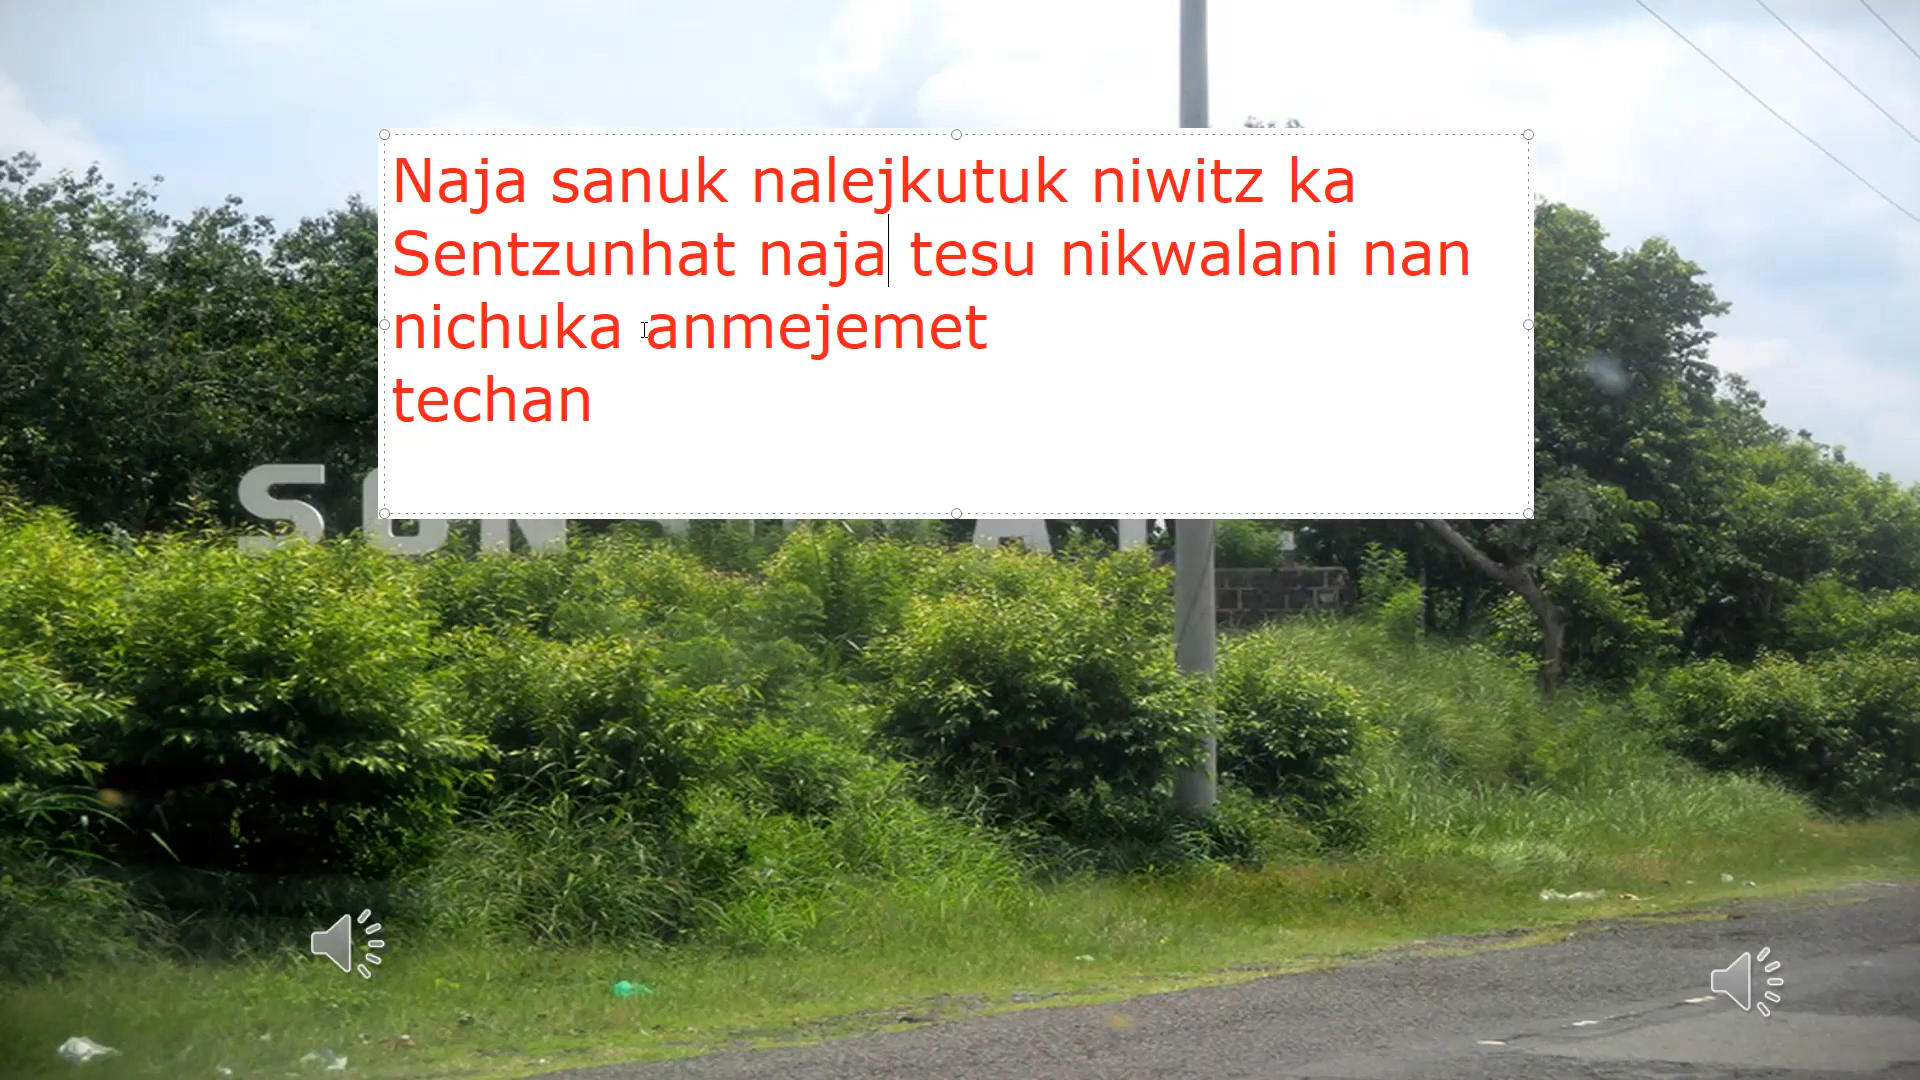 Naja sanuk nalejkutuk niwitz ka
Sentzunhat naja tesu nikwalani nan
nichuka anmejemet
techan